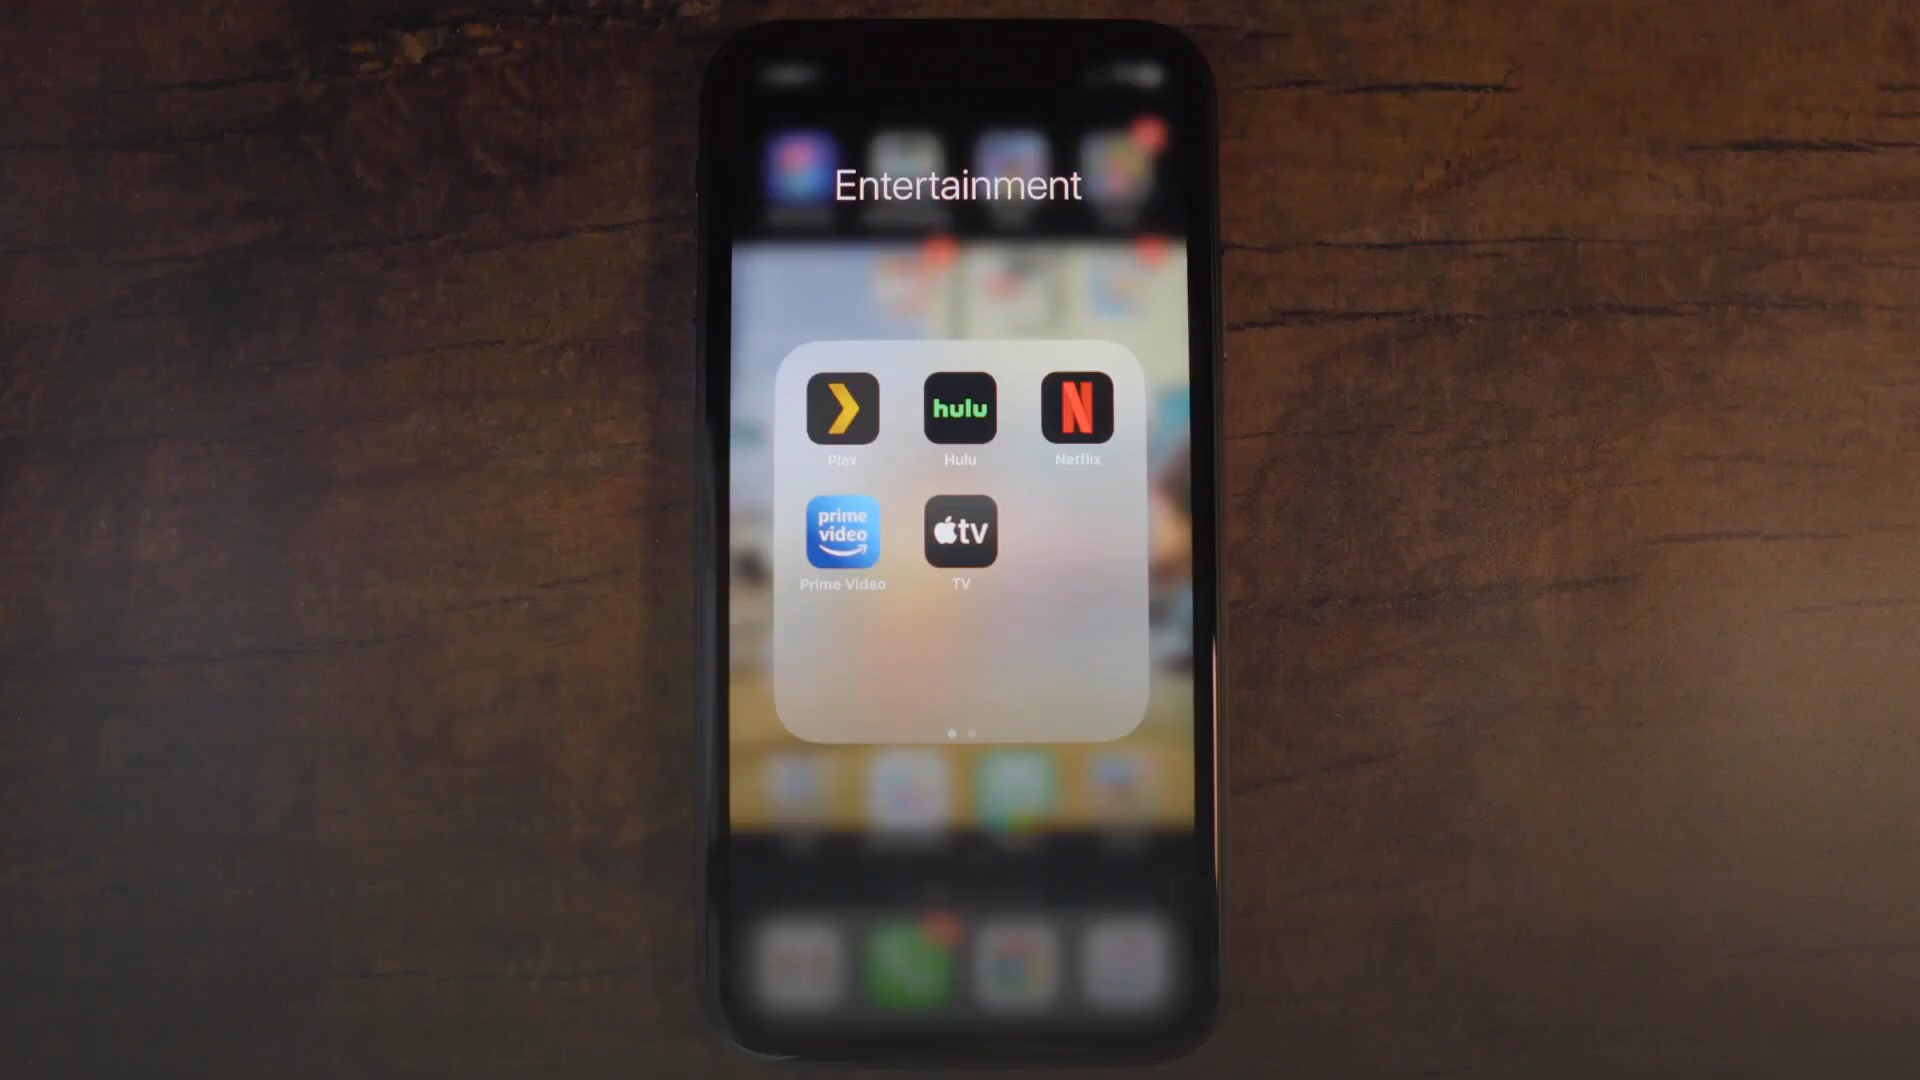 Entertainment
hulu
N
Plex
Hulu
Netflix
prime
video
tv
Prime Video
TV